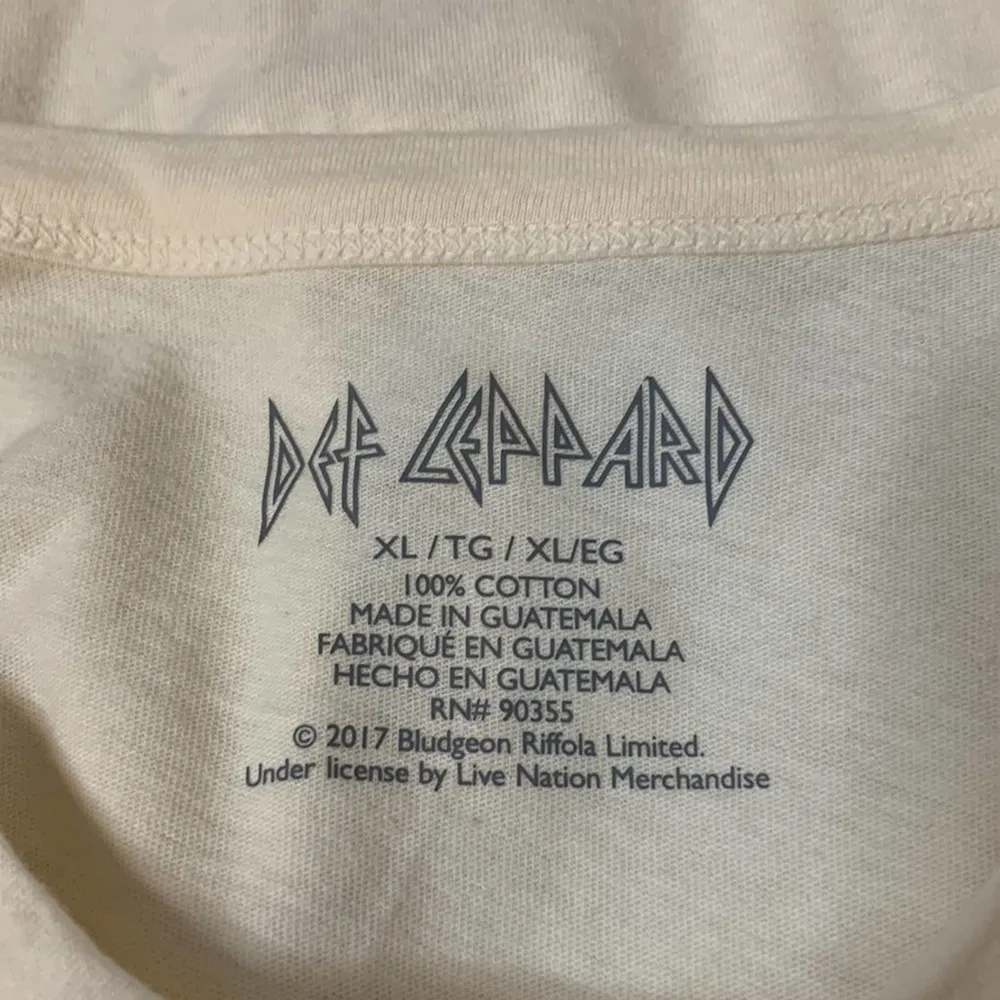 DEF LEPPARD
XL / TG / XL/EG
100% COTTON
MADE IN GUATEMALA
FABRIQUÉ EN GUATEMALA
HECHO EN GUATEMALA
RN# 90355
© 2017 Bludgeon Riffola Limited.
Under license by Live Nation Merchandise